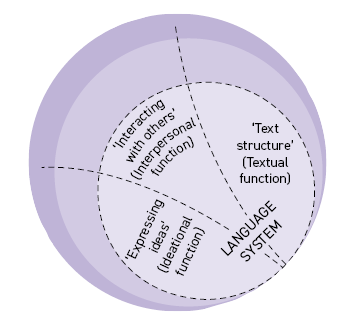 'Interacting
with others'
(Interpersonal
function)
'Text
structure'
(Textual
function)
'Expressing
ideas'
(Ideational
function)
LANGUAGE
SYSTEM